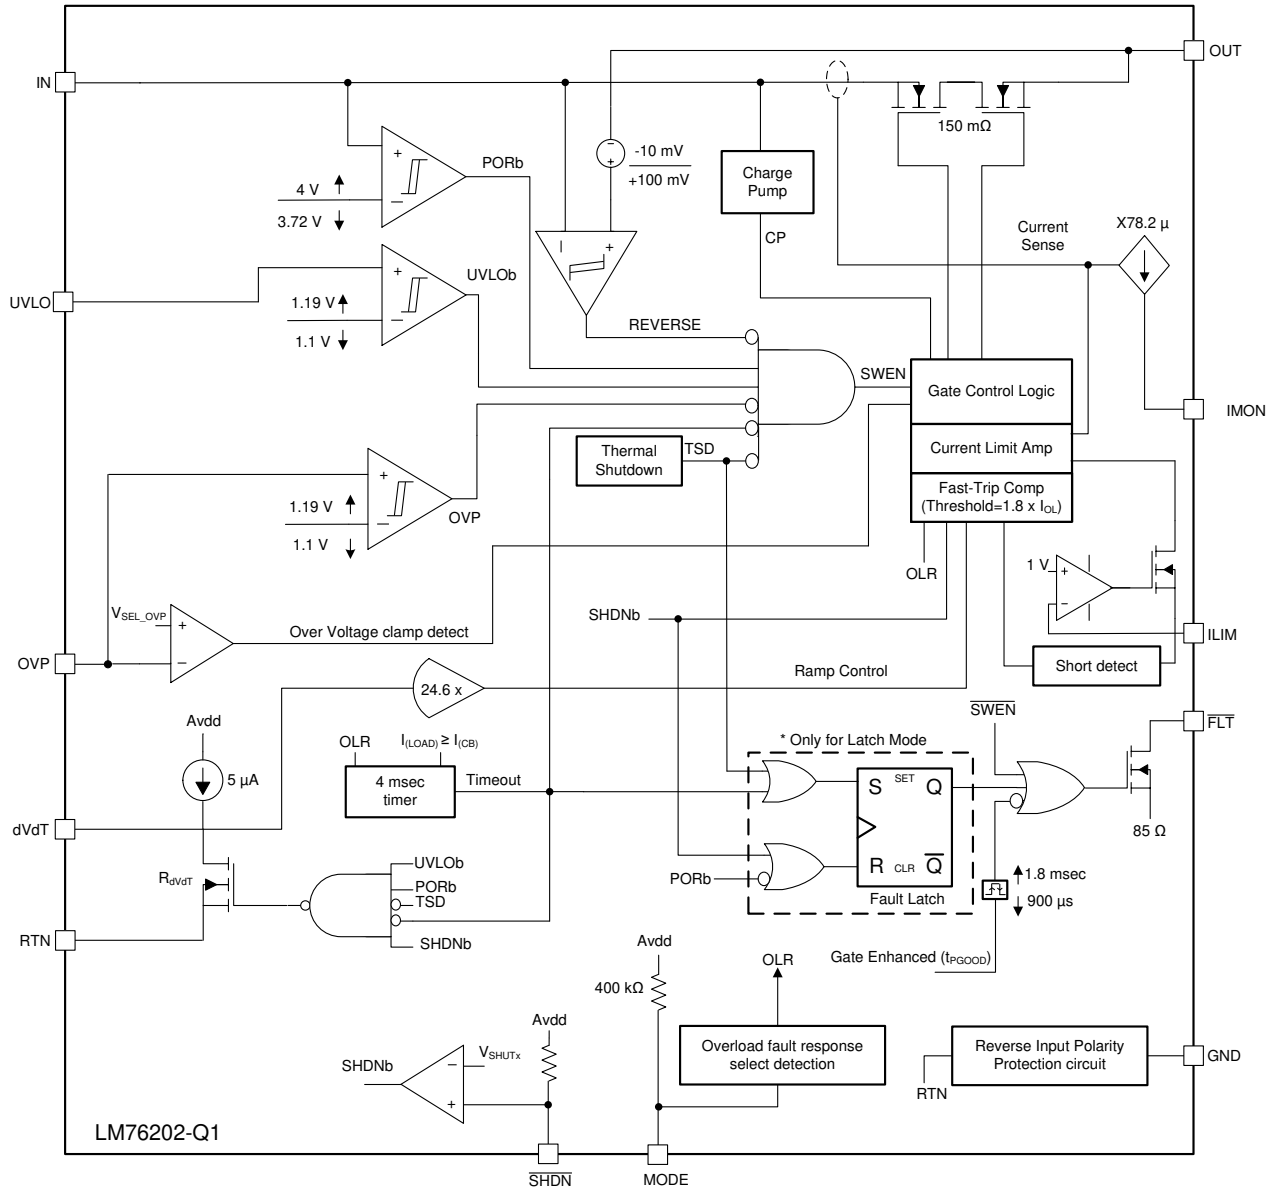 OUT
IN
150 mΩ
-10 mV
+100 mV
+
PORb
−
+
4 V
3.72 V
−
Charge
Pump
CP
Current
Sense
X78.2 µ
UVLO
+
UVLOb
1.19 V
1.1 V
−
+
REVERSE
SWEN
Gate Control Logic
IMON
Current Limit Amp
Thermal
Shutdown
TSD
Fast-Trip Comp
(Threshold=1.8 x IOL)
+
1.19 V
1.1 V
−
OVP
OLR
1 V
+
−
SHDNb
VSEL_OVP
+
−
Over Voltage clamp detect
ILIM
OVP
Short detect
24.6 x
Ramp Control
SWEN
FLT
Avdd
OLR
I(LOAD) ≥ I(CB)
* Only for Latch Mode
5 µA
4 msec
timer
Timeout
S
SET
Q
dVdT
85 Ω
RdVdT
UVLOb
PORb
TSD
SHDNb
PORb
R
CLR
Q
Fault Latch
1.8 msec
900 µs
RTN
Avdd
OLR
Gate Enhanced (tPGOOD)
400 kΩ
Avdd
SHDNb
VSHUTx
−
+
Overload fault response
select detection
Reverse Input Polarity
Protection circuit
GND
RTN
LM76202-Q1
SHDN
MODE